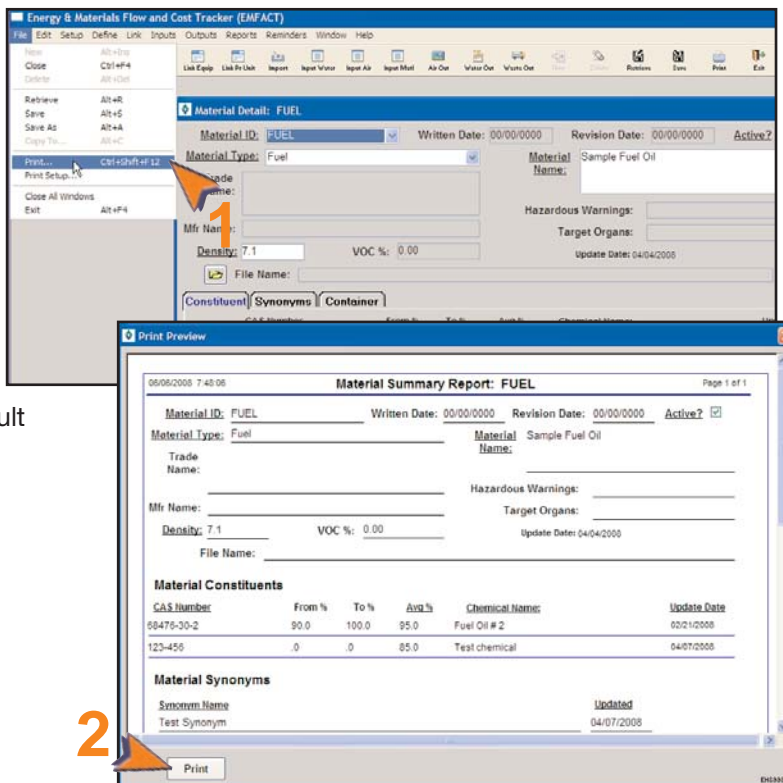 Energy & Materials Flow and Cost Tracker (EMFACT)
File Edit Setup Define Link Inputs Outputs Reports Reminders Window Help
New Alt+Ins
Close Ctrl+F4
Delete Alt+Del
Retrieve Alt+R
Save Alt+S
Save As Alt+A
Copy To... Alt+C
Print... Ctrl+Shift+F12
Print Setup...
Close All Windows
Exit Alt+F4
Link Equip Link Pr Unit Import Input Water Input Air Input Matl Air Out Water Out Waste Out Save Delete Reminders Print Exit
Material Detail: FUEL
Material ID: FUEL Written Date: 00/00/0000 Revision Date: 00/00/0000 Active?
Material Type: Fuel Material Name: Sample Fuel Oil
Hazardous Warnings:
Mfr Name: Target Organs:
Density: 7.1 VOC %: 0.00 Update Date: 04/04/2008
File Name:
Constituent Synonyms Container
1
ult
Print Preview
06/06/2008 7:48:06 Material Summary Report: FUEL Page 1 of 1
Material ID: FUEL Written Date: 00/00/0000 Revision Date: 00/00/0000 Active?
Material Type: Fuel Material Name: Sample Fuel Oil
Trade Name:
Hazardous Warnings:
Mfr Name: Target Organs:
Density: 7.1 VOC %: 0.00 Update Date: 04/04/2008
File Name:
Material Constituents
CAS Number From % To % Avg % Chemical Name: Update Date
68476-30-2 90.0 100.0 95.0 Fuel Oil # 2 02/21/2008
123-456 .0 .0 85.0 Test chemical 04/07/2008
Material Synonyms
Synonym Name Updated
Test Synonym 04/07/2008
2
Print